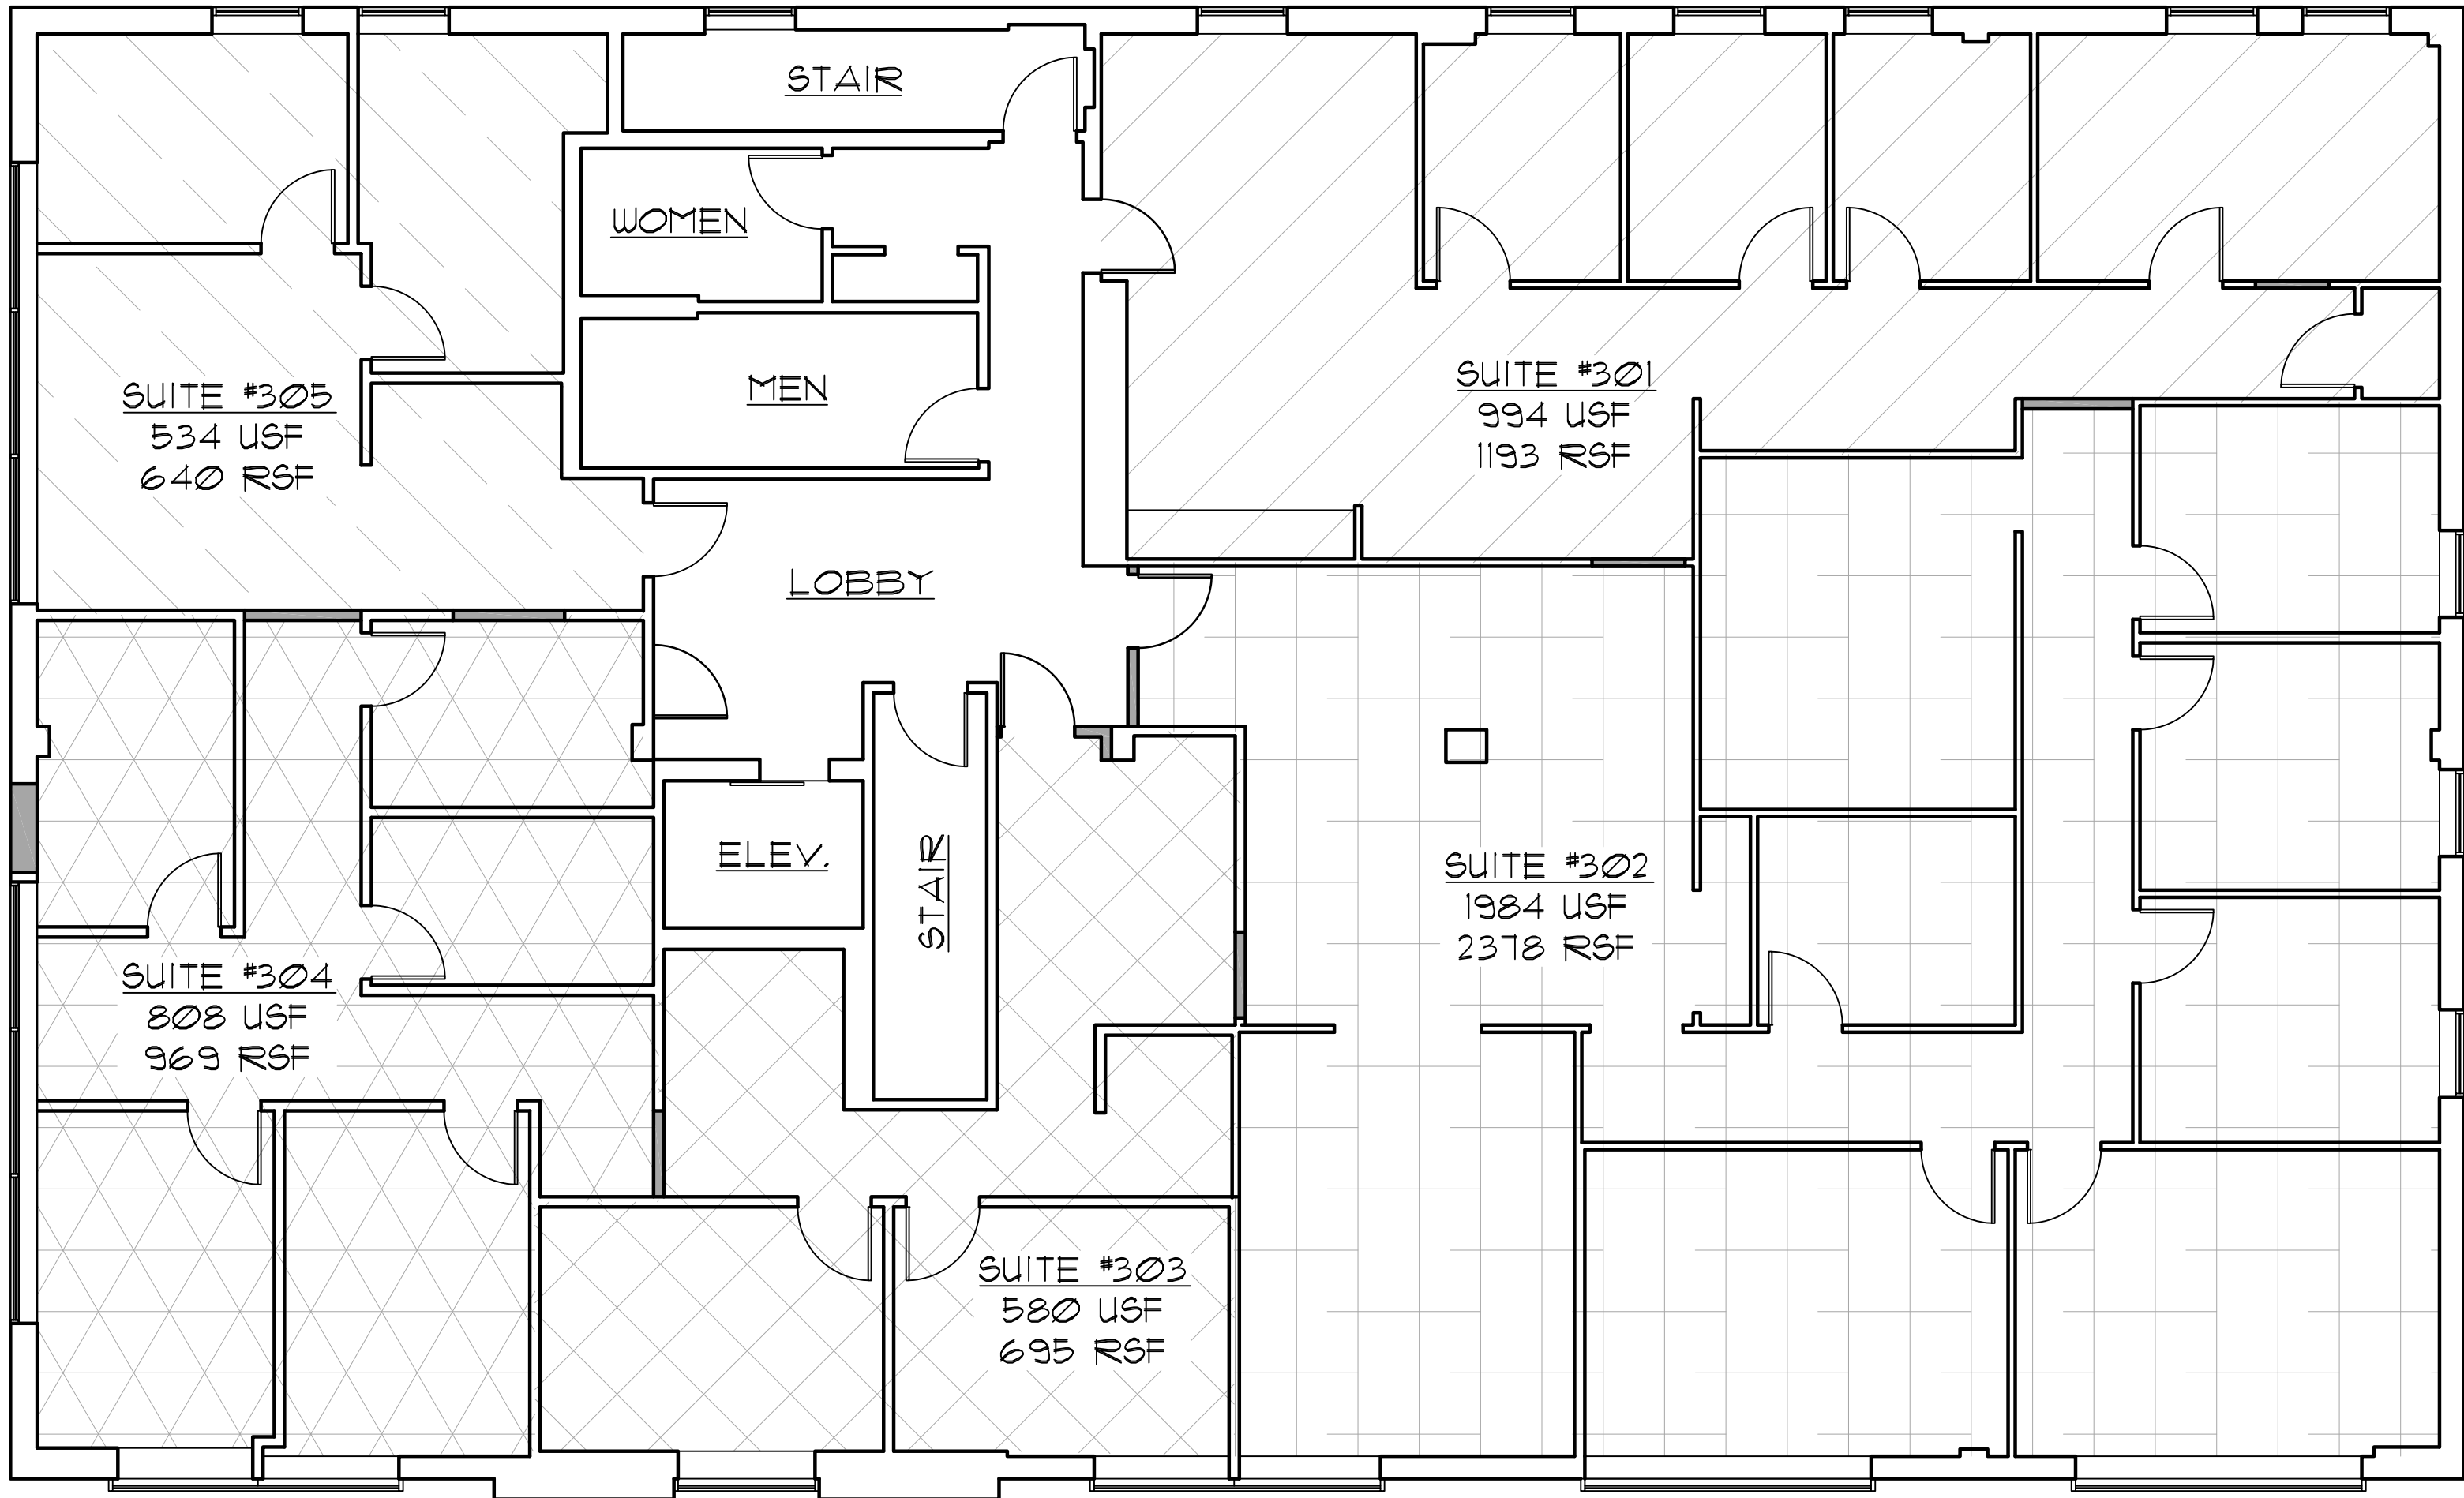 STAIR
WOMEN
MEN
SUITE #305
534 USF
640 RSF
SUITE #301
994 USF
1193 RSF
LOBBY
ELEV.
STAIR
SUITE #302
1984 USF
2378 RSF
SUITE #304
808 USF
969 RSF
SUITE #303
580 USF
695 RSF